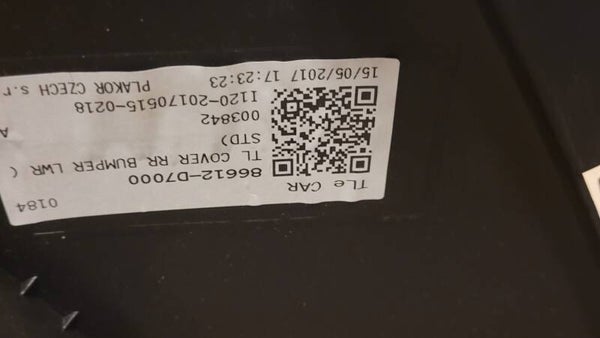 TLe CAR
0184
86612-D7000
TL COVER RR BUMPER LWR (
STD)
003842
A
I120-20170515-0218
15/05/2017 17:23:23
PLAKOR CZECH s.r